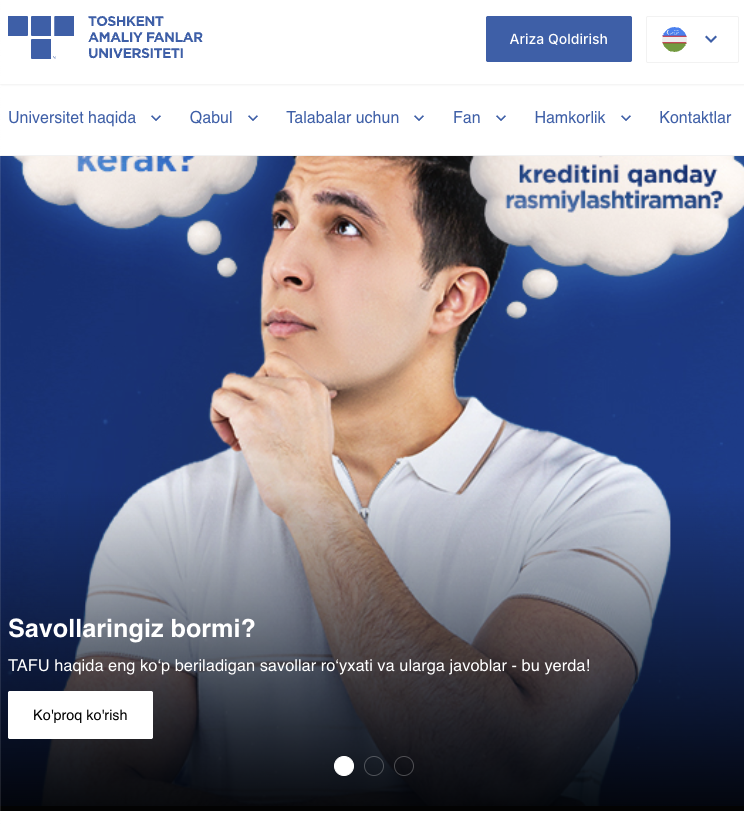 TOSHKENT
AMALIY FANLAR
UNIVERSITETI
Ariza Qoldirish
Universitet haqida
Qabul
Talabalar uchun
Fan
Hamkorlik
Kontaktlar
kerak?
kreditini qanday
rasmiylashtiraman?
Savollaringiz bormi?
TAFU haqida eng ko‘p beriladigan savollar ro‘yxati va ularga javoblar - bu yerda!
Ko'proq ko'rish